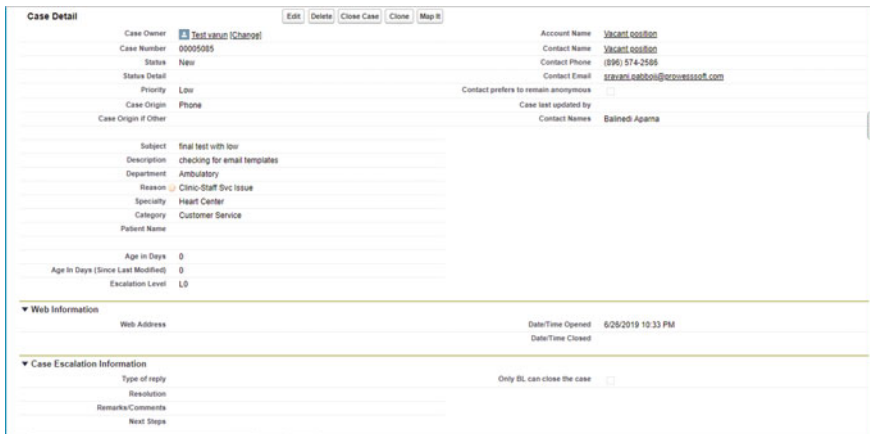 Case Detail
Edit Delete Close Case Clone Map It
Case Owner Test varun [Change] Account Name Vacant position
Case Number 00005085 Contact Name Vacant position
Status New Contact Phone (896) 574-2586
Status Detail Contact Email sravani.pabboji@prowesssoft.com
Priority Low Contact prefers to remain anonymous
Case Origin Phone Case last updated by
Case Origin if Other Contact Names Balinedi Aparna
Subject final test with low
Description checking for email templates
Department Ambulatory
Reason Clinic-Staff Svc Issue
Specialty Heart Center
Category Customer Service
Patient Name
Age in Days 0
Age In Days (Since Last Modified) 0
Escalation Level L0
Web Information
Web Address Date/Time Opened 6/26/2019 10:33 PM
Date/Time Closed
Case Escalation Information
Type of reply Only BL can close the case
Resolution
Remarks/Comments
Next Steps